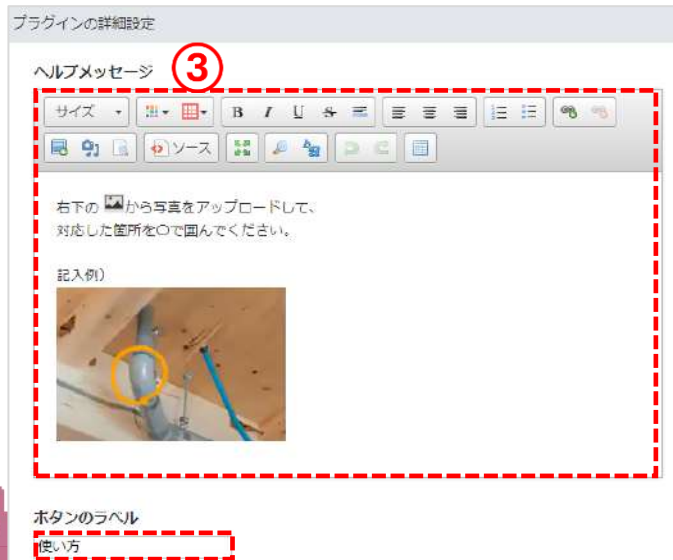 プラグインの詳細設定
ヘルプメッセージ
③
サイズ
B I U S
ソース
右下の から写真をアップロードして、
対応した箇所を〇で囲んでください。
記入例）
ボタンのラベル
使い方